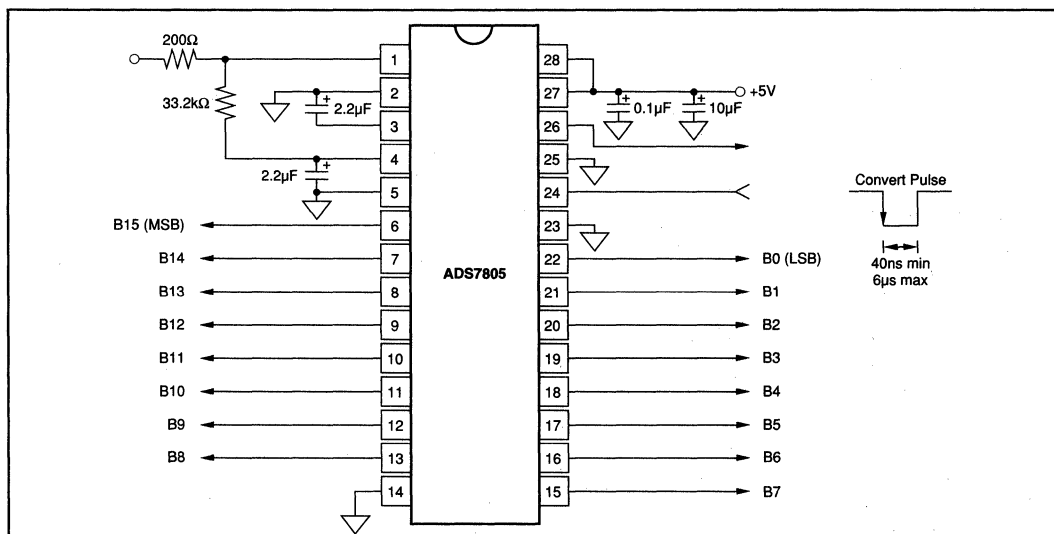 200Ω
33.2kΩ
2.2µF
+
2.2µF
+
B15 (MSB)
B14
B13
B12
B11
B10
B9
B8
1
2
3
4
5
6
7
8
9
10
11
12
13
14
ADS7805
28
27
26
25
24
23
22
21
20
19
18
17
16
15
+
0.1µF
+
10µF
+5V
B0 (LSB)
B1
B2
B3
B4
B5
B6
B7
Convert Pulse
40ns min
6µs max